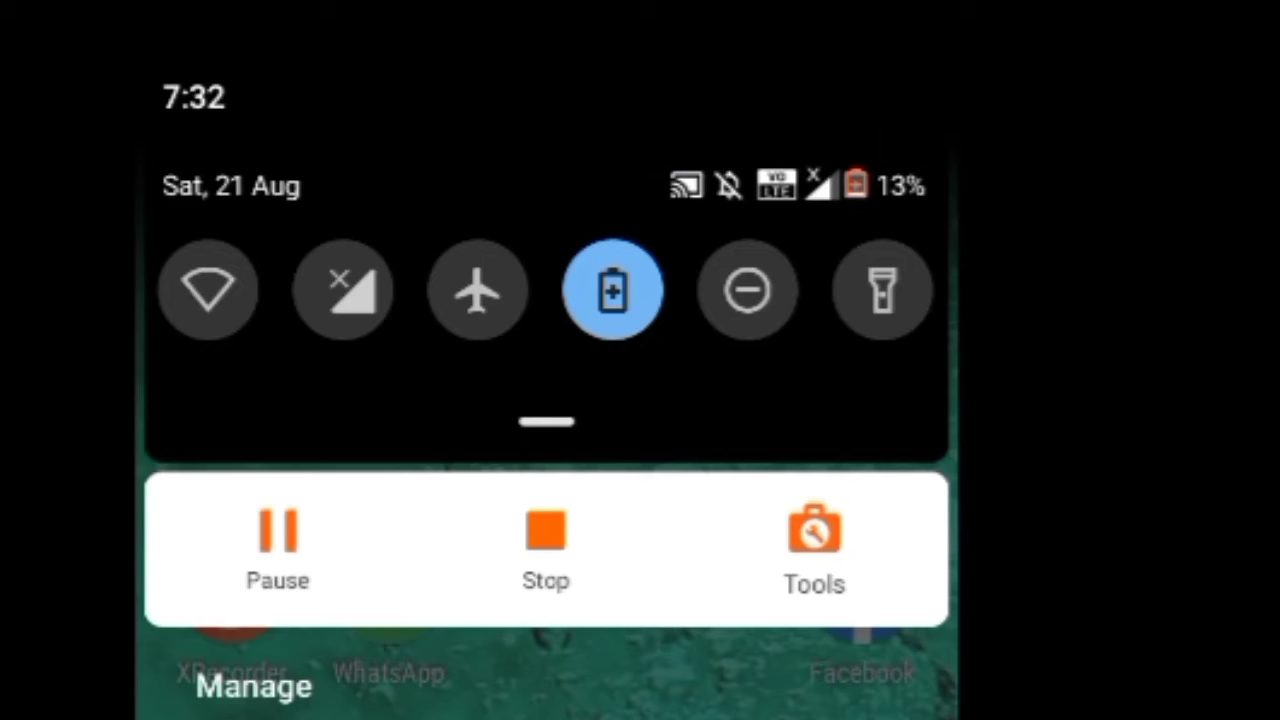 7:32
Sat, 21 Aug
VO LTE 13%
Pause Stop Tools
XRecorder WhatsApp Facebook
Manage